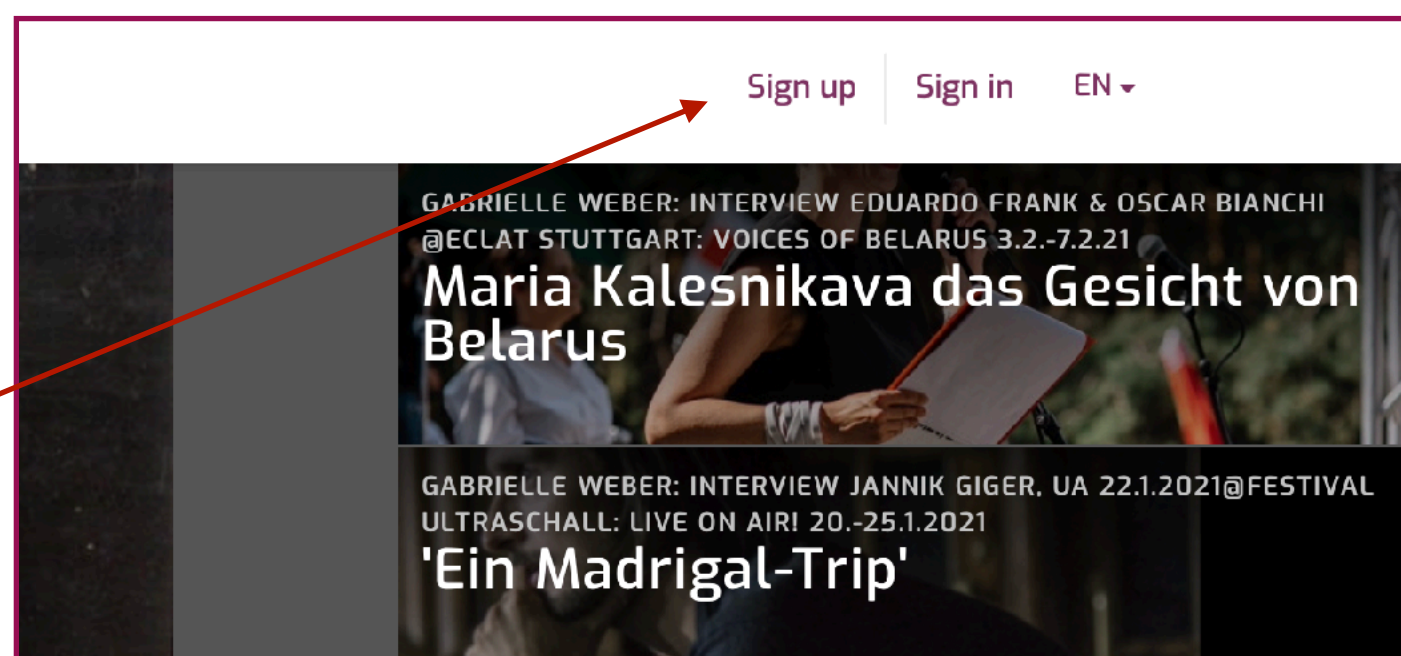 Sign up Sign in EN
GABRIELLE WEBER: INTERVIEW EDUARDO FRANK & OSCAR BIANCHI
@ECLAT STUTTGART: VOICES OF BELARUS 3.2.-7.2.21
Maria Kalesnikava das Gesicht von
Belarus
GABRIELLE WEBER: INTERVIEW JANNIK GIGER, UA 22.1.2021@FESTIVAL
ULTRASCHALL: LIVE ON AIR! 20.-25.1.2021
'Ein Madrigal-Trip'